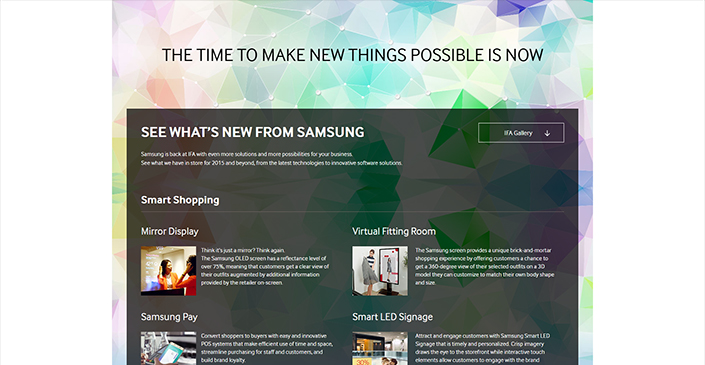 THE TIME TO MAKE NEW THINGS POSSIBLE IS NOW
SEE WHAT'S NEW FROM SAMSUNG
IFA Gallery
Samsung is back at IFA with even more solutions and more possibilities for your business.
See what we have in store for 2015 and beyond, from the latest technologies to innovative software solutions.
Smart Shopping
Mirror Display
Think it's just a mirror? Think again.
The Samsung OLED screen has a reflectance level of
over 75%, meaning that customers get a clear view of
their outfits augmented by additional information
provided by the retailer on-screen.
Virtual Fitting Room
The Samsung screen provides a unique brick-and-mortar
shopping experience by offering customers a chance to
get a 360-degree view of their selected outfits on a 3D
model they can customize to match their own body shape
and size.
Samsung Pay
Convert shoppers to buyers with easy and innovative
POS systems that make efficient use of time and space,
streamline purchasing for staff and customers, and
build brand loyalty.
Smart LED Signage
30%
Attract and engage customers with Samsung Smart LED
Signage that is timely and personalized. Crisp imagery
draws the eye to the storefront while interactive touch
elements allow customers to engage with the brand